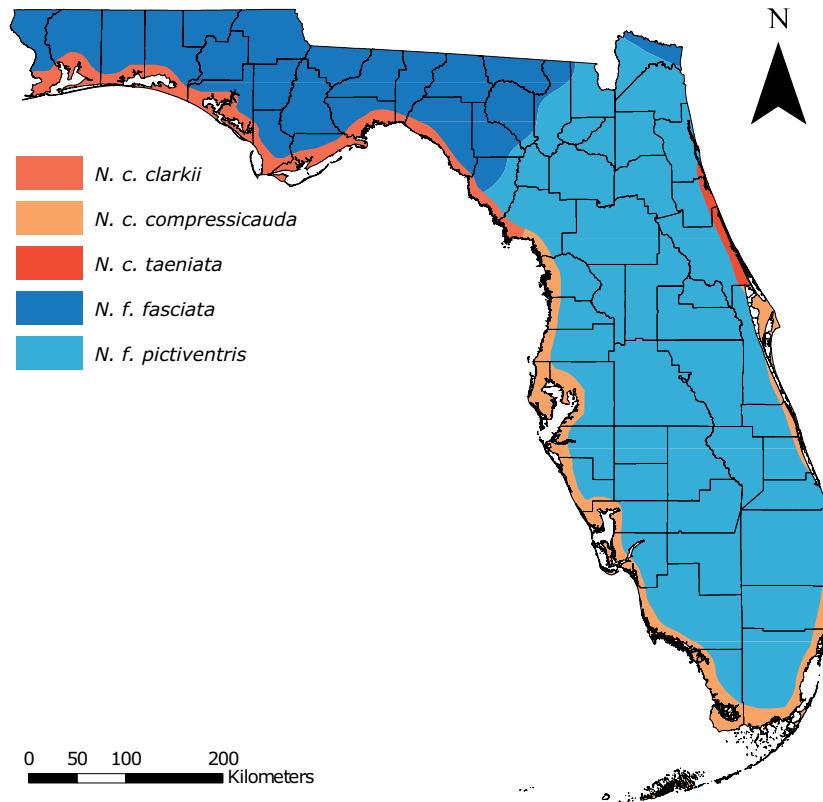 N
N. c. clarkii
N. c. compressicauda
N. c. taeniata
N. f. fasciata
N. f. pictiventris
0 50 100 200
Kilometers